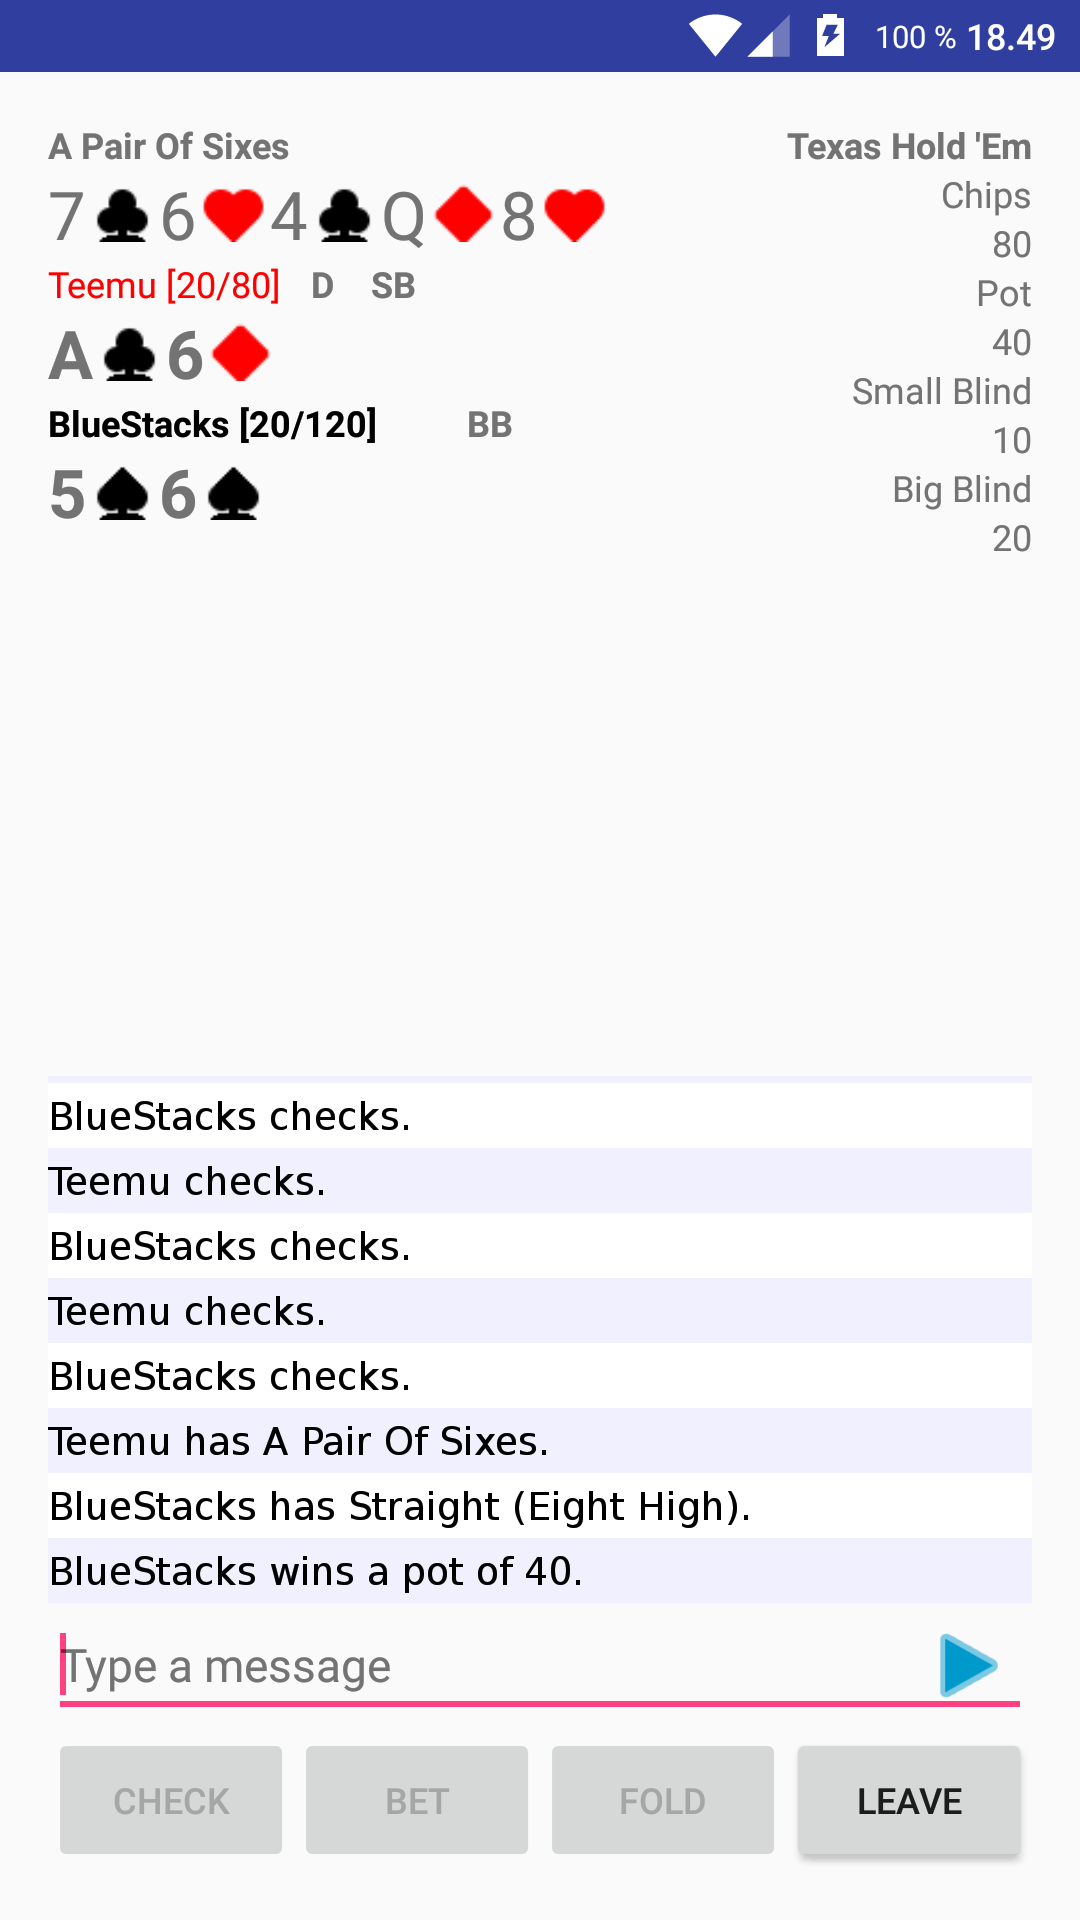 100 % 18.49
A Pair Of Sixes
7♣6♥4♣Q♦8♥
Teemu [20/80] D SB
A♣6♦
BlueStacks [20/120] BB
5♠6♠
Texas Hold 'Em
Chips
80
Pot
40
Small Blind
10
Big Blind
20
BlueStacks checks.
Teemu checks.
BlueStacks checks.
Teemu checks.
BlueStacks checks.
Teemu has A Pair Of Sixes.
BlueStacks has Straight (Eight High).
BlueStacks wins a pot of 40.
Type a message
CHECK BET FOLD LEAVE